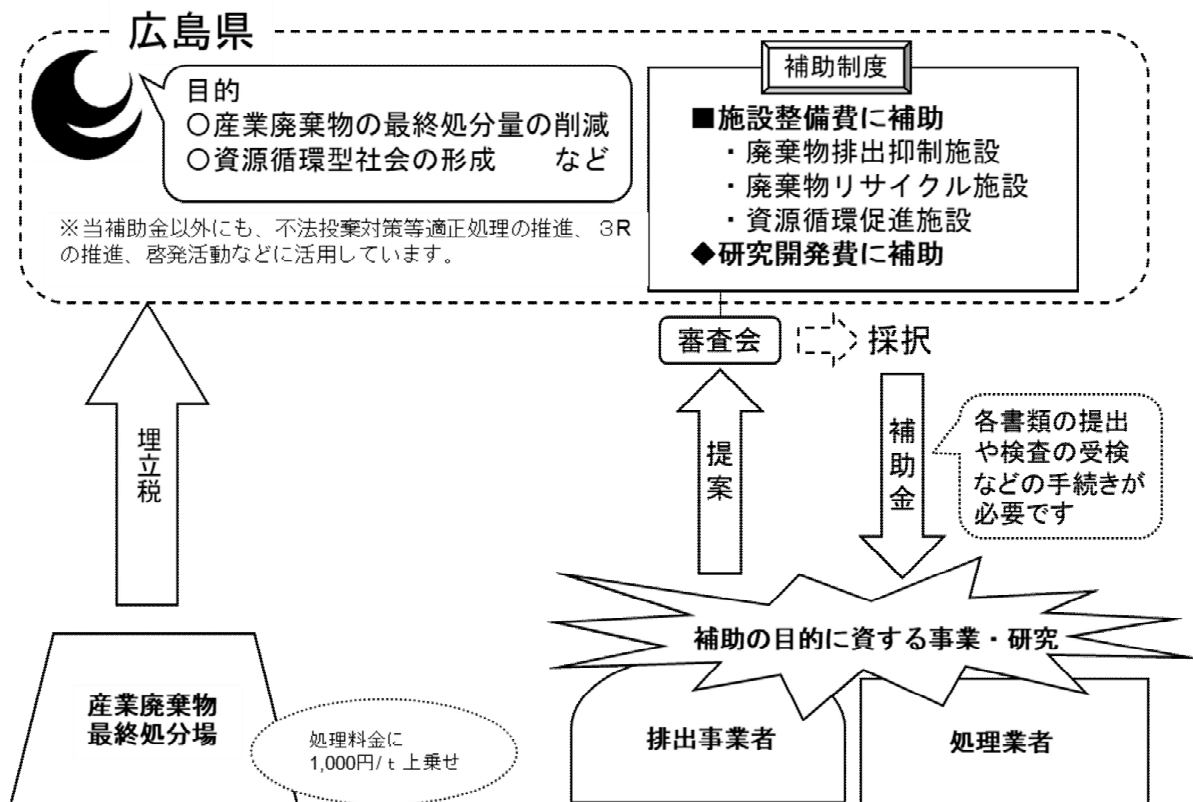 広島県
目的
○産業廃棄物の最終処分量の削減
○資源循環型社会の形成　　など
※当補助金以外にも、不法投棄対策等適正処理の推進、３R
の推進、啓発活動などに活用しています。
補助制度
■施設整備費に補助
・廃棄物排出抑制施設
・廃棄物リサイクル施設
・資源循環促進施設
◆研究開発費に補助
審査会
採択
埋立税
提案
補助金
各書類の提出
や検査の受検
などの手続きが
必要です
補助の目的に資する事業・研究
産業廃棄物
最終処分場
処理料金に
1,000円/ｔ上乗せ
排出事業者
処理業者